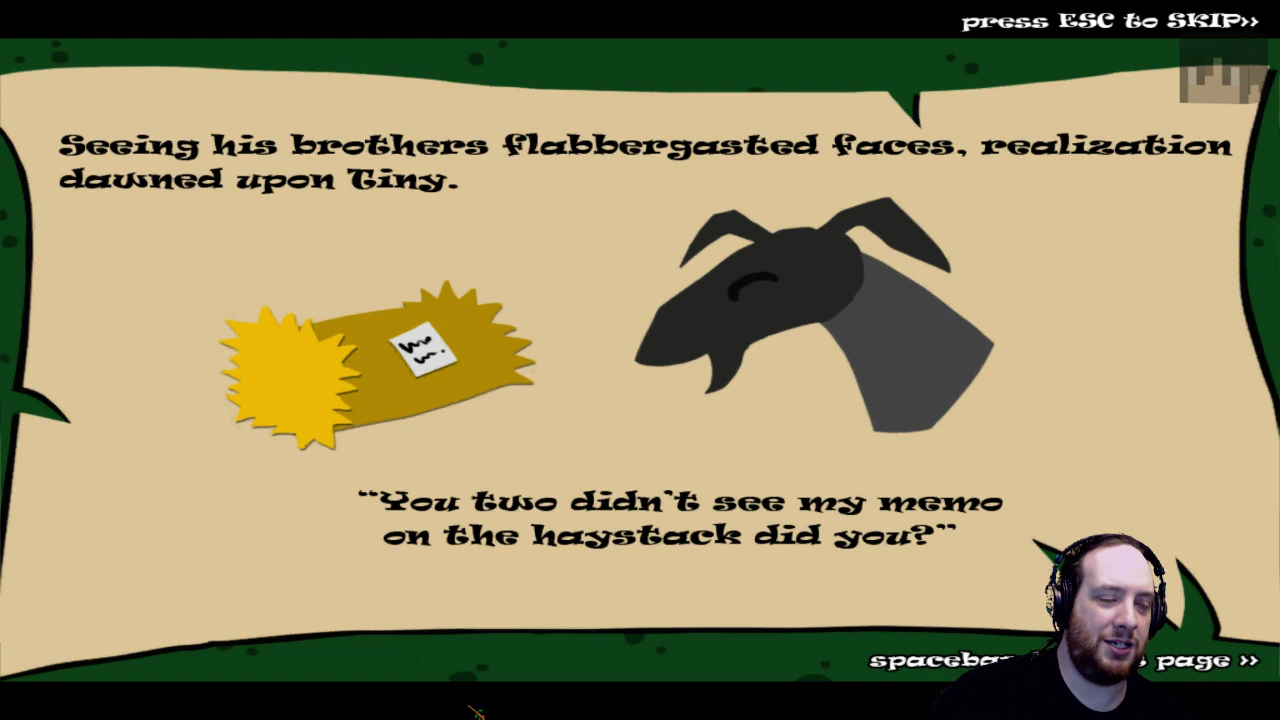 press ESC to SKIP>>
Seeing his brothers flabbergasted faces, realization
dawned upon Tiny.
“You two didn't see my memo
on the haystack did you?”
page >>